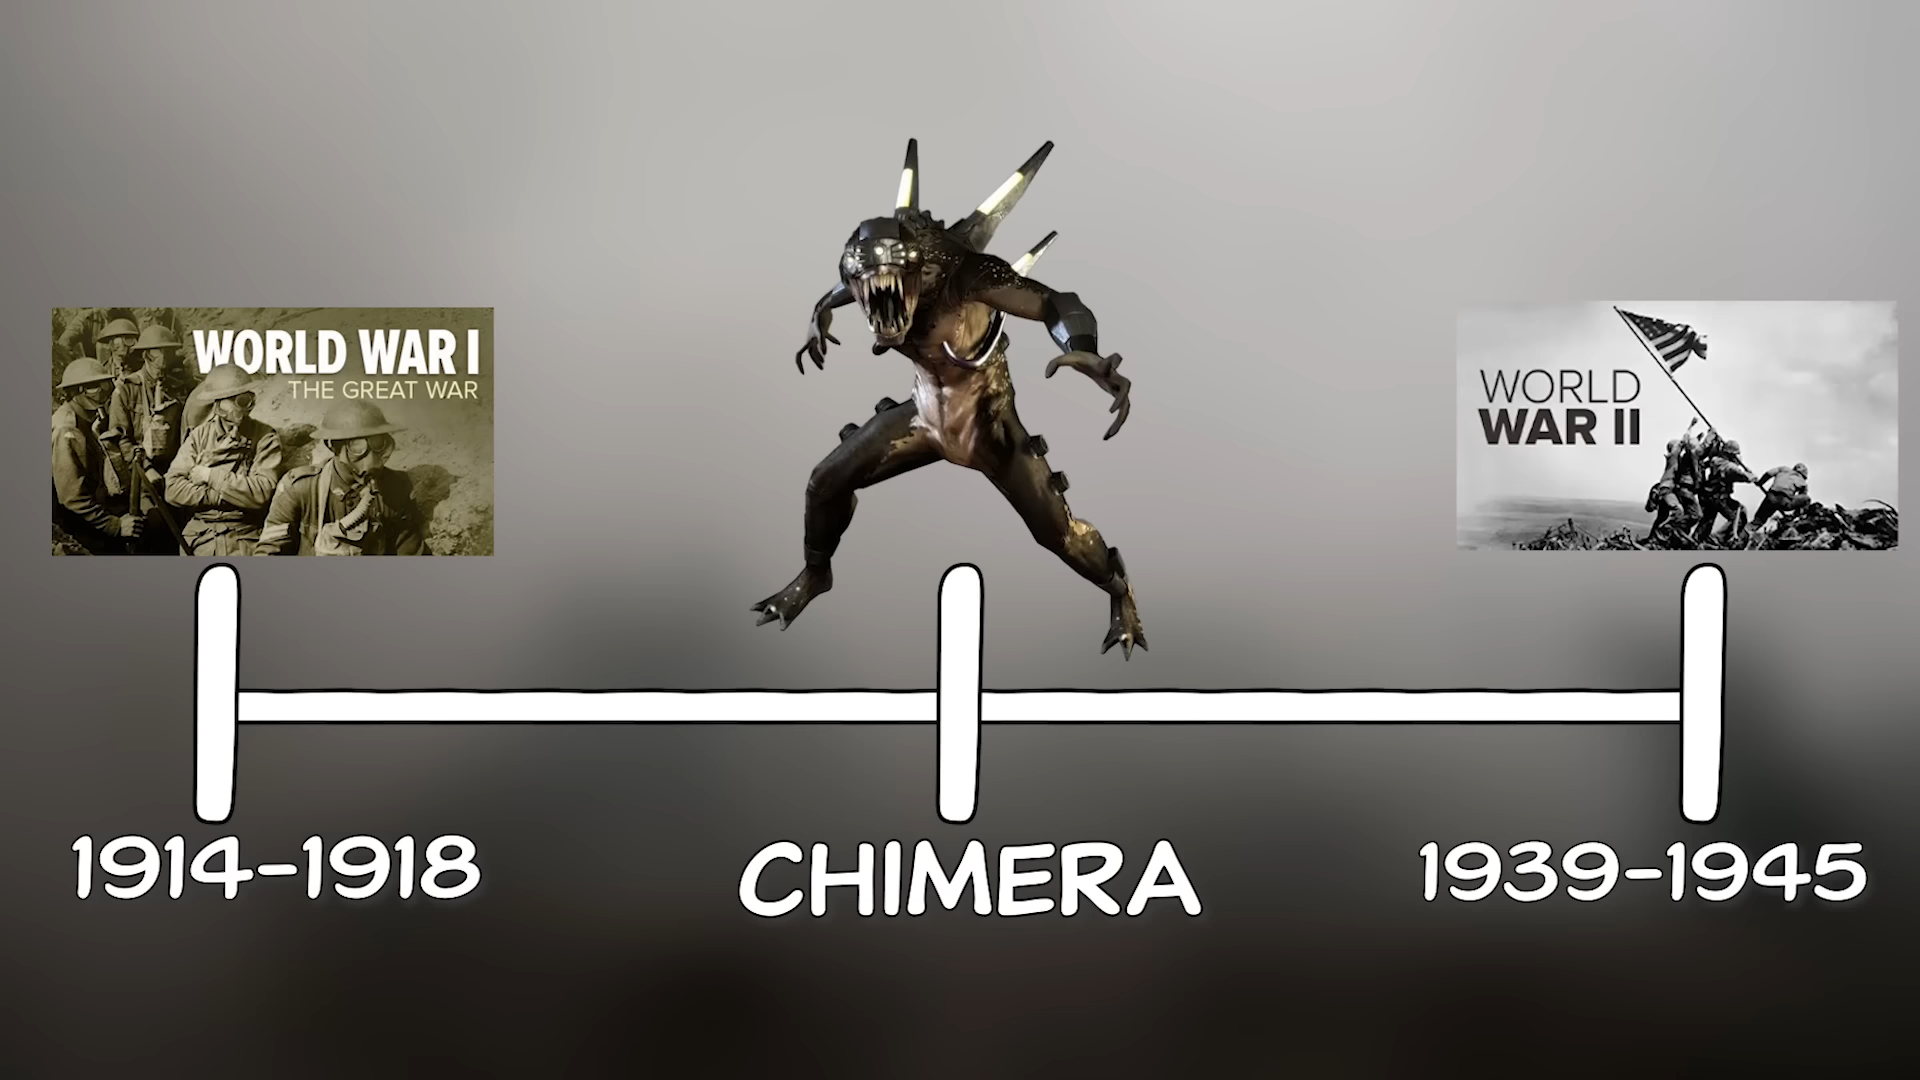 WORLD WAR I
THE GREAT WAR
WORLD
WAR II
1914-1918
CHIMERA
1939-1945